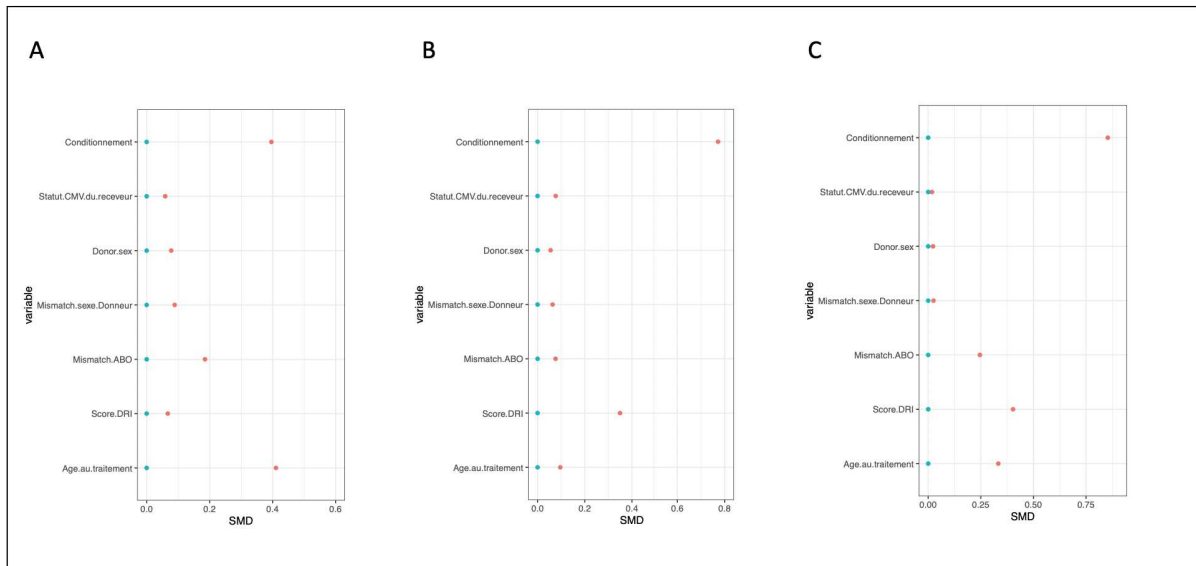 A
Conditionnement
Statut.CMV.du.receveur
Donor.sex
Mismatch.sexe.Donneur
Mismatch.ABO
Score.DRI
Age.au.traitement
variable
0.0 0.2 0.4 0.6
SMD
B
Conditionnement
Statut.CMV.du.receveur
Donor.sex
Mismatch.sexe.Donneur
Mismatch.ABO
Score.DRI
Age.au.traitement
variable
0.0 0.2 0.4 0.6 0.8
SMD
C
Conditionnement
Statut.CMV.du.receveur
Donor.sex
Mismatch.sexe.Donneur
Mismatch.ABO
Score.DRI
Age.au.traitement
variable
0.00 0.25 0.50 0.75
SMD